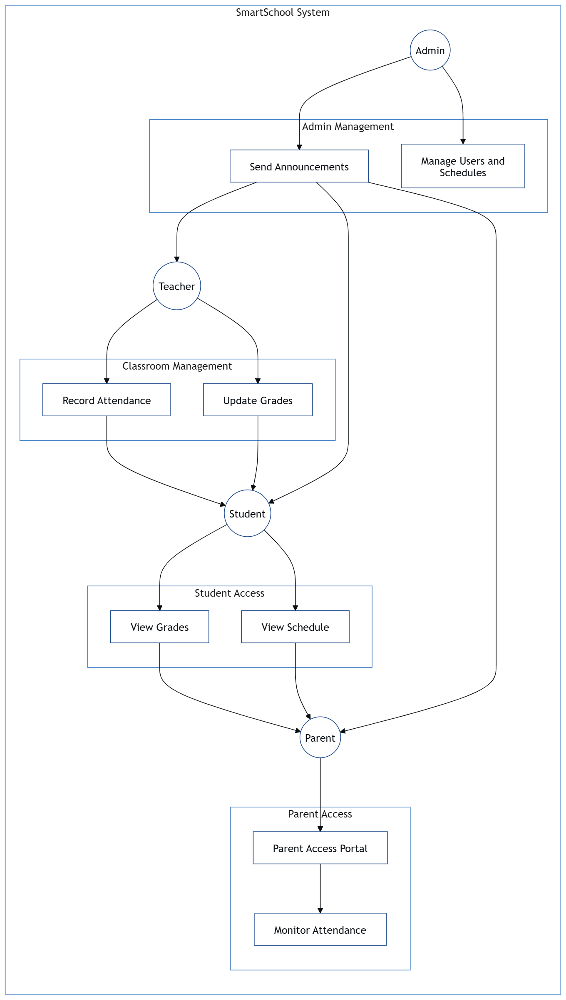 SmartSchool System
Admin
Admin Management
Send Announcements
Manage Users and
Schedules
Teacher
Classroom Management
Record Attendance
Update Grades
Student
Student Access
View Grades
View Schedule
Parent
Parent Access
Parent Access Portal
Monitor Attendance